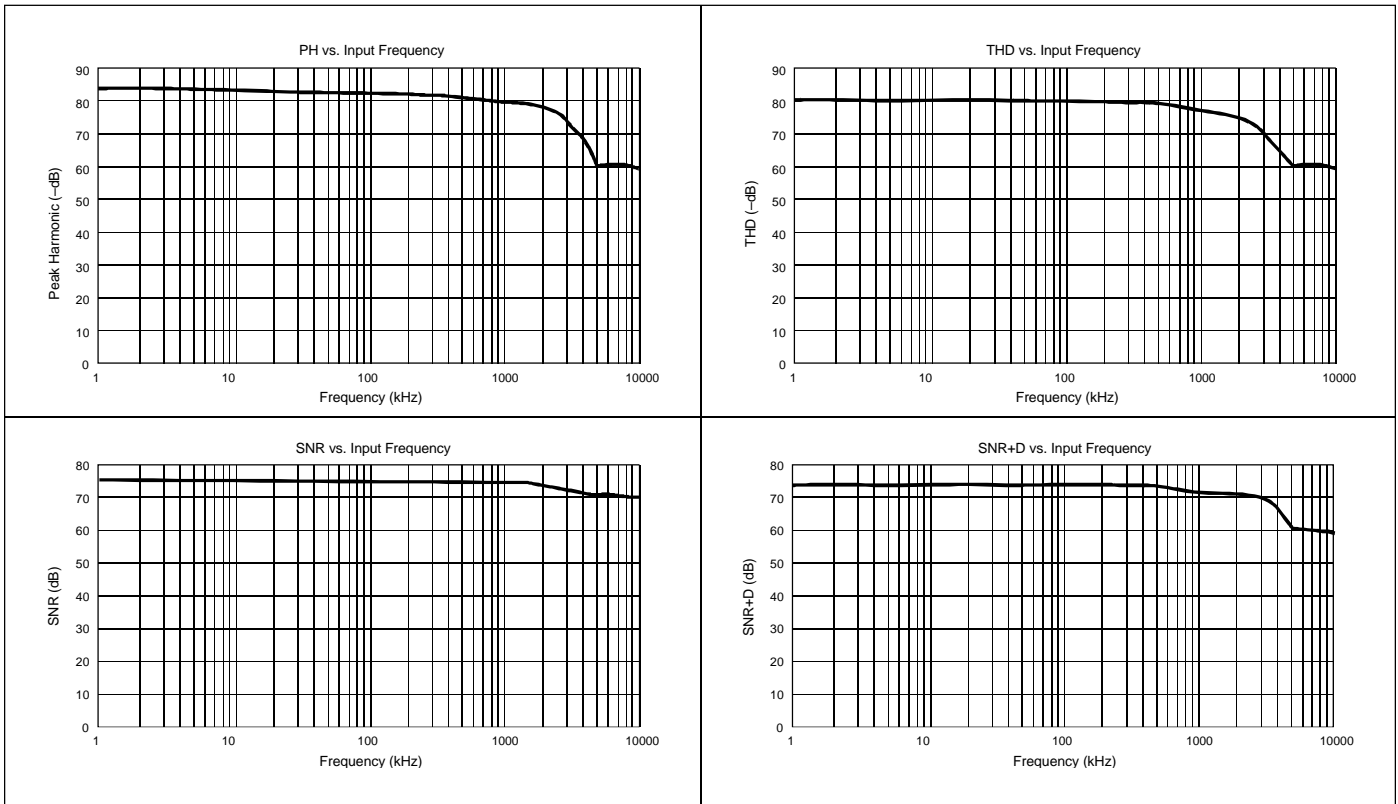 PH vs. Input Frequency
90
80
70
60
50
40
30
20
10
0
Peak Harmonic (–dB)
1 10 100 1000 10000
Frequency (kHz)
THD vs. Input Frequency
90
80
70
60
50
40
30
20
10
0
THD (–dB)
1 10 100 1000 10000
Frequency (kHz)
SNR vs. Input Frequency
80
70
60
50
40
30
20
10
0
SNR (dB)
1 10 100 1000 10000
Frequency (kHz)
SNR+D vs. Input Frequency
80
70
60
50
40
30
20
10
0
SNR+D (dB)
1 10 100 1000 10000
Frequency (kHz)